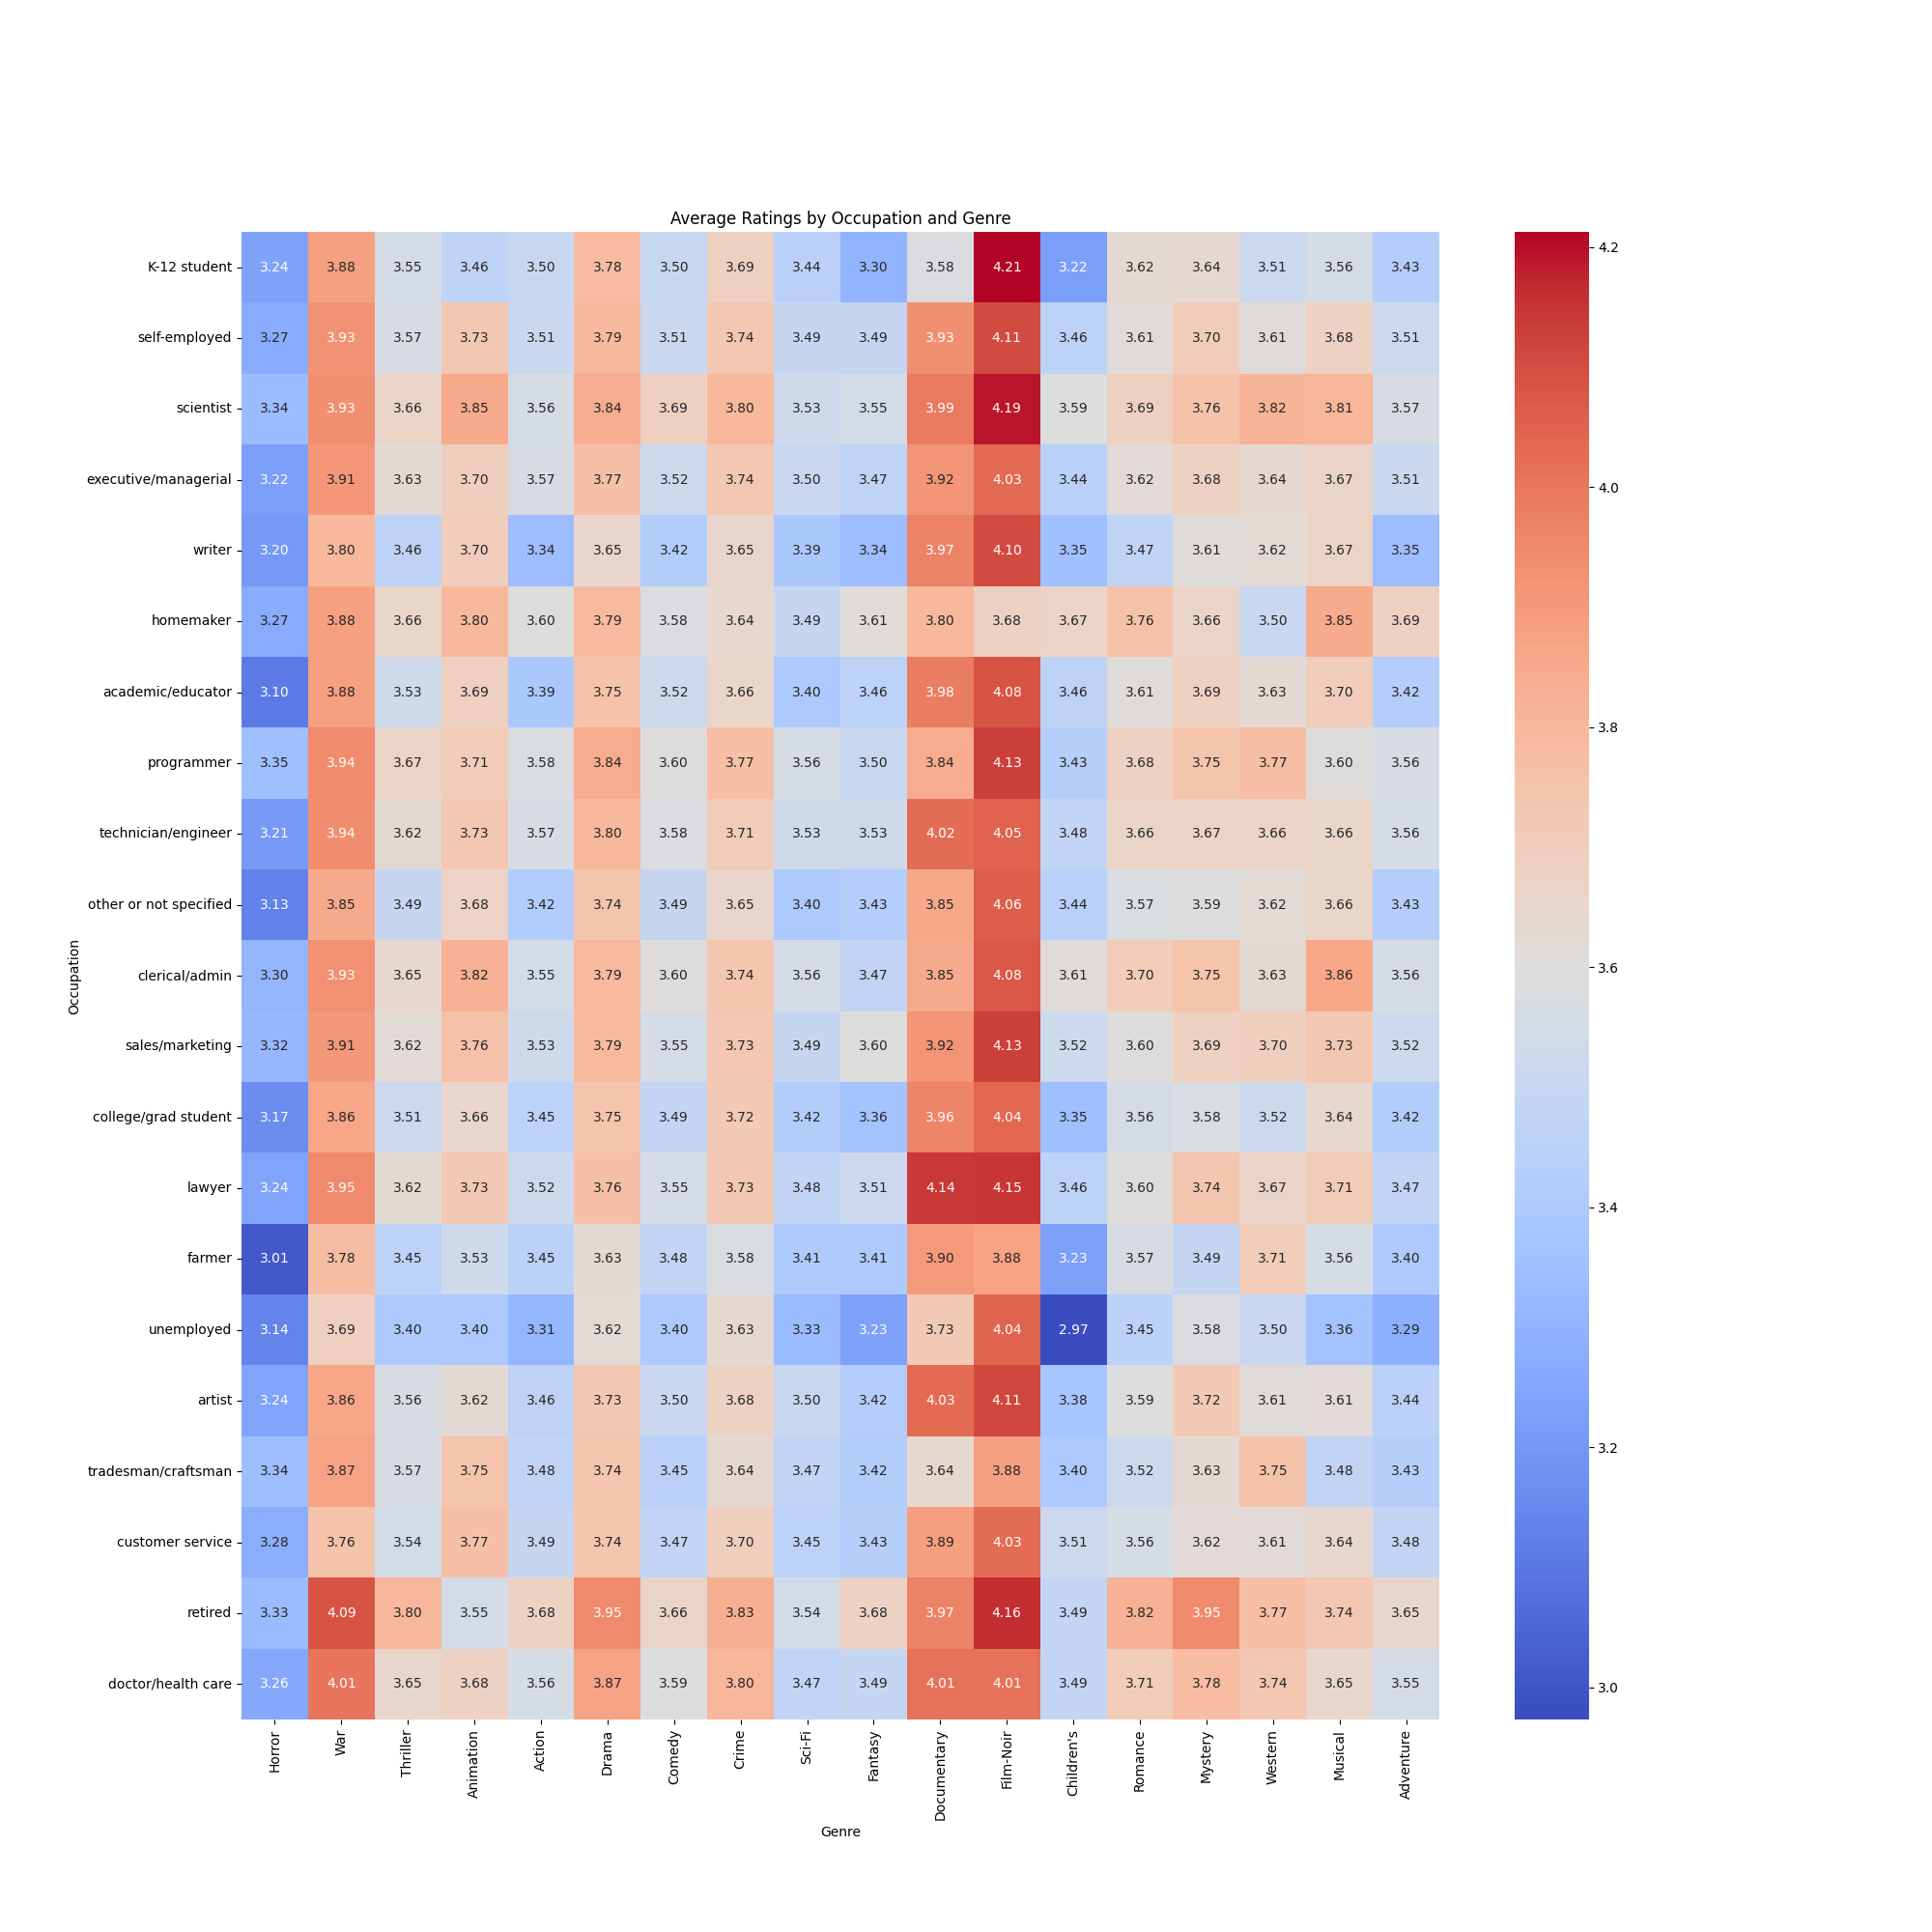 Average Ratings by Occupation and Genre
K-12 student 3.24 3.88 3.55 3.46 3.50 3.78 3.50 3.69 3.44 3.30 3.58 4.21 3.22 3.62 3.64 3.51 3.56 3.43
self-employed 3.27 3.93 3.57 3.73 3.51 3.79 3.51 3.74 3.49 3.49 3.93 4.11 3.46 3.61 3.70 3.61 3.68 3.51
scientist 3.34 3.93 3.66 3.85 3.56 3.84 3.69 3.80 3.53 3.55 3.99 4.19 3.59 3.69 3.76 3.82 3.81 3.57
executive/managerial 3.22 3.91 3.63 3.70 3.57 3.77 3.52 3.74 3.50 3.47 3.92 4.03 3.44 3.62 3.68 3.64 3.67 3.51
writer 3.20 3.80 3.46 3.70 3.34 3.65 3.42 3.65 3.39 3.34 3.97 4.10 3.35 3.47 3.61 3.62 3.67 3.35
homemaker 3.27 3.88 3.66 3.80 3.60 3.79 3.58 3.64 3.49 3.61 3.80 3.68 3.67 3.76 3.66 3.50 3.85 3.69
academic/educator 3.10 3.88 3.53 3.69 3.39 3.75 3.52 3.66 3.40 3.46 3.98 4.08 3.46 3.61 3.69 3.63 3.70 3.42
programmer 3.35 3.94 3.67 3.71 3.58 3.84 3.60 3.77 3.56 3.50 3.84 4.13 3.43 3.68 3.75 3.77 3.60 3.56
technician/engineer 3.21 3.94 3.62 3.73 3.57 3.80 3.58 3.71 3.53 3.53 4.02 4.05 3.48 3.66 3.67 3.66 3.66 3.56
other or not specified 3.13 3.85 3.49 3.68 3.42 3.74 3.49 3.65 3.40 3.43 3.85 4.06 3.44 3.57 3.59 3.62 3.66 3.43
clerical/admin 3.30 3.93 3.65 3.82 3.55 3.79 3.60 3.74 3.56 3.47 3.85 4.08 3.61 3.70 3.75 3.63 3.86 3.56
sales/marketing 3.32 3.91 3.62 3.76 3.53 3.79 3.55 3.73 3.49 3.60 3.92 4.13 3.52 3.60 3.69 3.70 3.73 3.52
college/grad student 3.17 3.86 3.51 3.66 3.45 3.75 3.49 3.72 3.42 3.36 3.96 4.04 3.35 3.56 3.58 3.52 3.64 3.42
lawyer 3.24 3.95 3.62 3.73 3.52 3.76 3.55 3.73 3.48 3.51 4.14 4.15 3.46 3.60 3.74 3.67 3.71 3.47
farmer 3.01 3.78 3.45 3.53 3.45 3.63 3.48 3.58 3.41 3.41 3.90 3.88 3.23 3.57 3.49 3.71 3.56 3.40
unemployed 3.14 3.69 3.40 3.40 3.31 3.62 3.40 3.63 3.33 3.23 3.73 4.04 2.97 3.45 3.58 3.50 3.36 3.29
artist 3.24 3.86 3.56 3.62 3.46 3.73 3.50 3.68 3.50 3.42 4.03 4.11 3.38 3.59 3.72 3.61 3.61 3.44
tradesman/craftsman 3.34 3.87 3.57 3.75 3.48 3.74 3.45 3.64 3.47 3.42 3.64 3.88 3.40 3.52 3.63 3.75 3.48 3.43
customer service 3.28 3.76 3.54 3.77 3.49 3.74 3.47 3.70 3.45 3.43 3.89 4.03 3.51 3.56 3.62 3.61 3.64 3.48
retired 3.33 4.09 3.80 3.55 3.68 3.95 3.66 3.83 3.54 3.68 3.97 4.16 3.49 3.82 3.95 3.77 3.74 3.65
doctor/health care 3.26 4.01 3.65 3.68 3.56 3.87 3.59 3.80 3.47 3.49 4.01 4.01 3.49 3.71 3.78 3.74 3.65 3.55
Occupation
Horror War Thriller Animation Action Drama Comedy Crime Sci-Fi Fantasy Documentary Film-Noir Children's Romance Mystery Western Musical Adventure
Genre
4.2
4.0
3.8
3.6
3.4
3.2
3.0